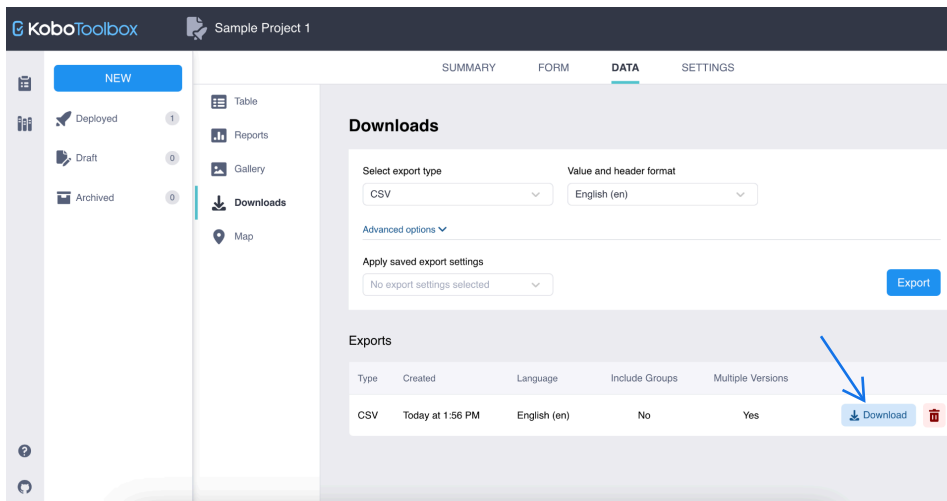 KoboToolbox
Sample Project 1
SUMMARY FORM DATA SETTINGS
NEW
Deployed 1
Draft 0
Archived 0
Table
Reports
Gallery
Downloads
Map
Downloads
Select export type Value and header format
CSV English (en)
Advanced options
Apply saved export settings
No export settings selected
Export
Exports
Type Created Language Include Groups Multiple Versions
CSV Today at 1:56 PM English (en) No Yes Download